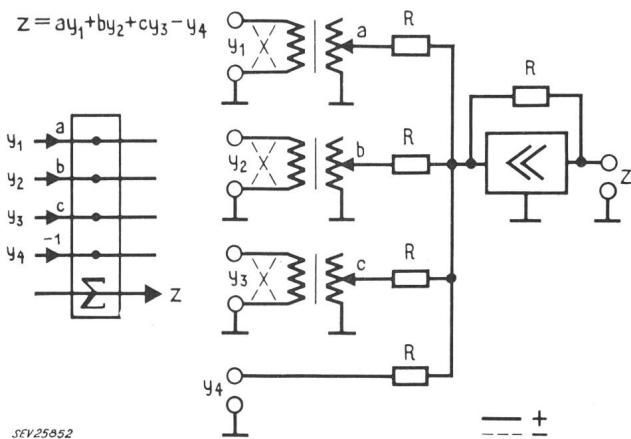 z = ay₁+by₂+cy₃−y₄
y₁ a
y₂ b
y₃ c
y₄ −1
Σ z
y₁ a R
y₂ b R
y₃ c R
y₄ R
R
z
+
−
SEV25852